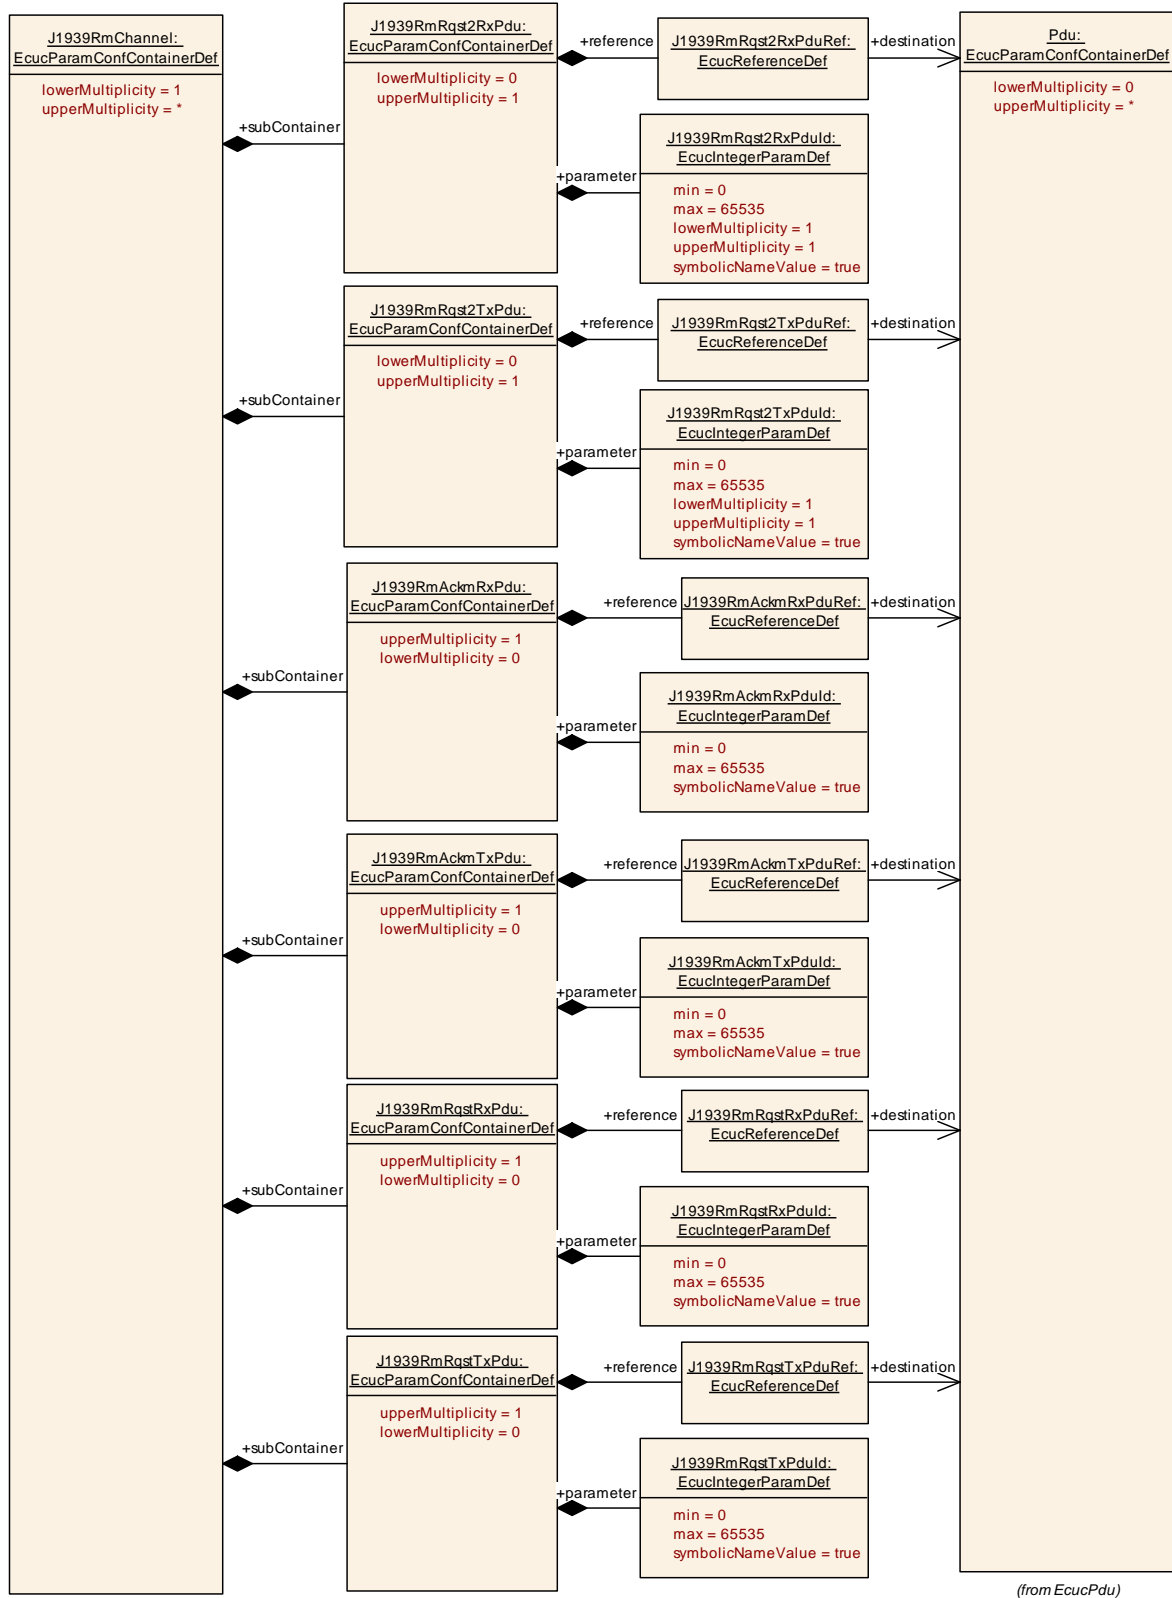 J1939RmChannel:
EcucParamConfContainerDef
lowerMultiplicity = 1
upperMultiplicity = *
+subContainer
J1939RmRqst2RxPdu:
EcucParamConfContainerDef
lowerMultiplicity = 0
upperMultiplicity = 1
+reference
J1939RmRqst2RxPduRef:
EcucReferenceDef
+destination
Pdu:
EcucParamConfContainerDef
lowerMultiplicity = 0
upperMultiplicity = *
+parameter
J1939RmRqst2RxPduId:
EcucIntegerParamDef
min = 0
max = 65535
lowerMultiplicity = 1
upperMultiplicity = 1
symbolicNameValue = true
+subContainer
J1939RmRqst2TxPdu:
EcucParamConfContainerDef
lowerMultiplicity = 0
upperMultiplicity = 1
+reference
J1939RmRqst2TxPduRef:
EcucReferenceDef
+destination
+parameter
J1939RmRqst2TxPduId:
EcucIntegerParamDef
min = 0
max = 65535
lowerMultiplicity = 1
upperMultiplicity = 1
symbolicNameValue = true
+subContainer
J1939RmAckmRxPdu:
EcucParamConfContainerDef
upperMultiplicity = 1
lowerMultiplicity = 0
+reference
J1939RmAckmRxPduRef:
EcucReferenceDef
+destination
+parameter
J1939RmAckmRxPduId:
EcucIntegerParamDef
min = 0
max = 65535
symbolicNameValue = true
+subContainer
J1939RmAckmTxPdu:
EcucParamConfContainerDef
upperMultiplicity = 1
lowerMultiplicity = 0
+reference
J1939RmAckmTxPduRef:
EcucReferenceDef
+destination
+parameter
J1939RmAckmTxPduId:
EcucIntegerParamDef
min = 0
max = 65535
symbolicNameValue = true
+subContainer
J1939RmRqstRxPdu:
EcucParamConfContainerDef
upperMultiplicity = 1
lowerMultiplicity = 0
+reference
J1939RmRqstRxPduRef:
EcucReferenceDef
+destination
+parameter
J1939RmRqstRxPduId:
EcucIntegerParamDef
min = 0
max = 65535
symbolicNameValue = true
+subContainer
J1939RmRqstTxPdu:
EcucParamConfContainerDef
upperMultiplicity = 1
lowerMultiplicity = 0
+reference
J1939RmRqstTxPduRef:
EcucReferenceDef
+destination
+parameter
J1939RmRqstTxPduId:
EcucIntegerParamDef
min = 0
max = 65535
symbolicNameValue = true
(from EcucPdu)